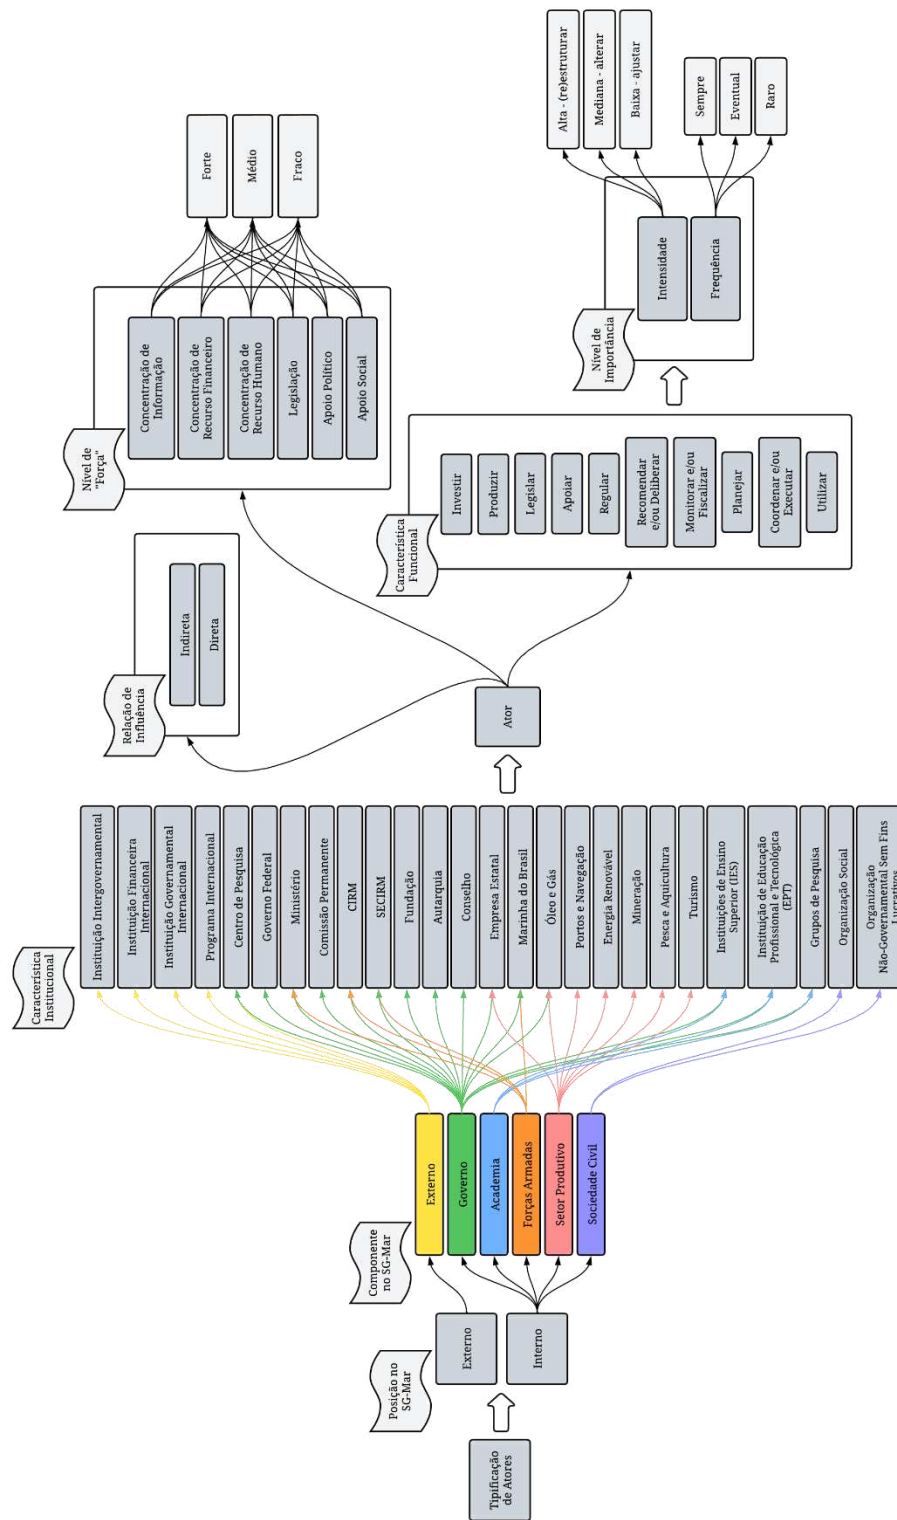 Tipificação
de Atores
Posição no
SG-Mar
Externo
Interno
Componente
no SG-Mar
Externo
Governo
Academia
Forças Armadas
Setor Produtivo
Sociedade Civil
Característica
Institucional
Instituição Intergovernamental
Instituição Financeira
Internacional
Instituição Governamental
Internacional
Programa Internacional
Centro de Pesquisa
Governo Federal
Ministério
Comissão Permanente
CIRM
SECIRM
Fundação
Autarquia
Conselho
Empresa Estatal
Marinha do Brasil
Óleo e Gás
Portos e Navegação
Energia Renovável
Mineração
Pesca e Aquicultura
Turismo
Instituições de Ensino
Superior (IES)
Instituição de Educação
Profissional e Tecnológica
(EPT)
Grupos de Pesquisa
Organização Social
Organização
Não-Governamental Sem Fins
Lucrativos
Ator
Relação de
Influência
Indireta
Direta
Nível de
"Força"
Concentração de
Informação
Concentração de
Recurso Financeiro
Concentração de
Recurso Humano
Legislação
Apoio Político
Apoio Social
Forte
Médio
Fraco
Característica
Funcional
Investir
Produzir
Legislar
Apoiar
Regular
Recomendar
e/ou Deliberar
Monitorar e/ou
Fiscalizar
Planejar
Coordenar e/ou
Executar
Utilizar
Nível de
Importância
Intensidade
Frequência
Alta - (re)estruturar
Mediana - alterar
Baixa - ajustar
Sempre
Eventual
Raro